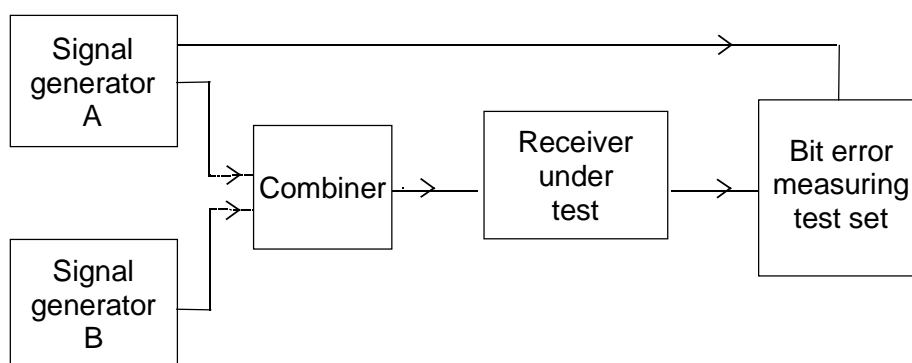 Signal
generator
A
Combiner
Receiver
under
test
Bit error
measuring
test set
Signal
generator
B